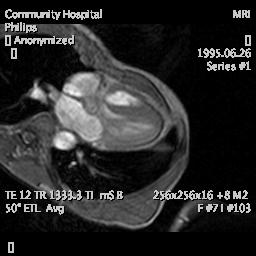 Community Hospital
MRI
Philips
[] Anonymized
[]
[]
1995.06.26
Series #1
TE 12 TR 1333.3 TI mS B
256x256x16 +8 M2
50° ETL Avg
F #7 I #103
[]